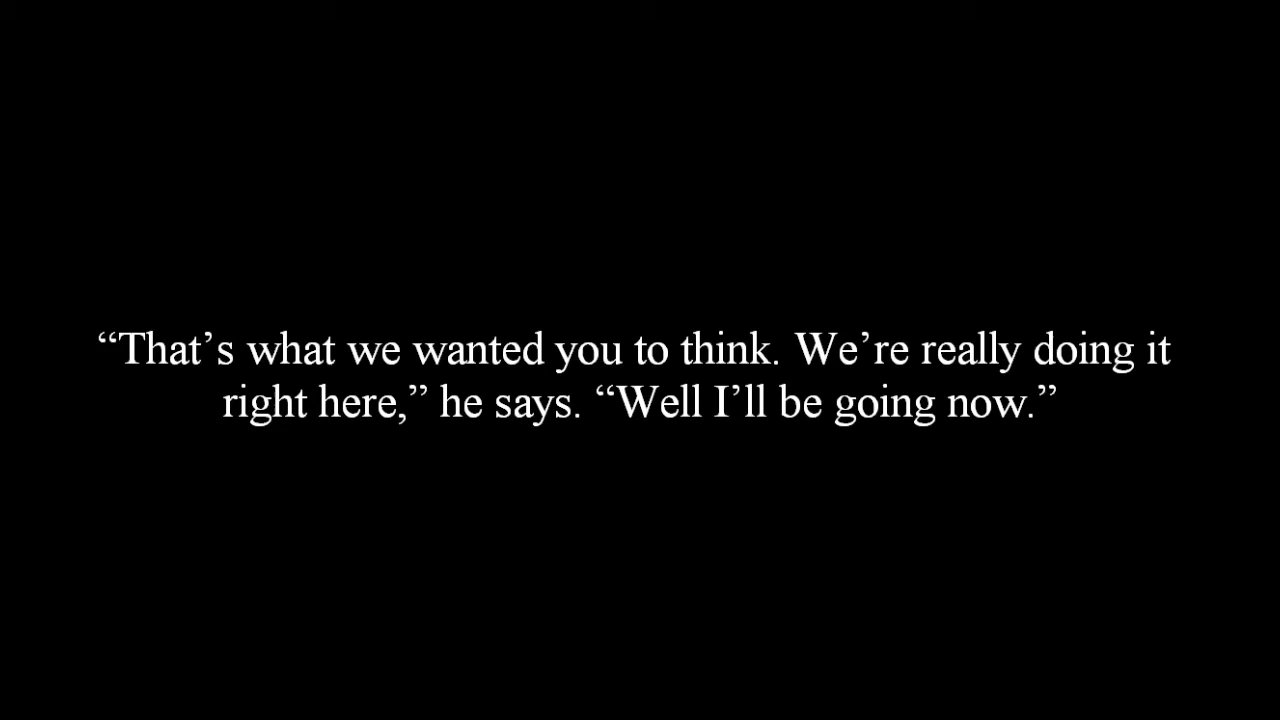 “That’s what we wanted you to think. We’re really doing it
right here,” he says. “Well I’ll be going now.”